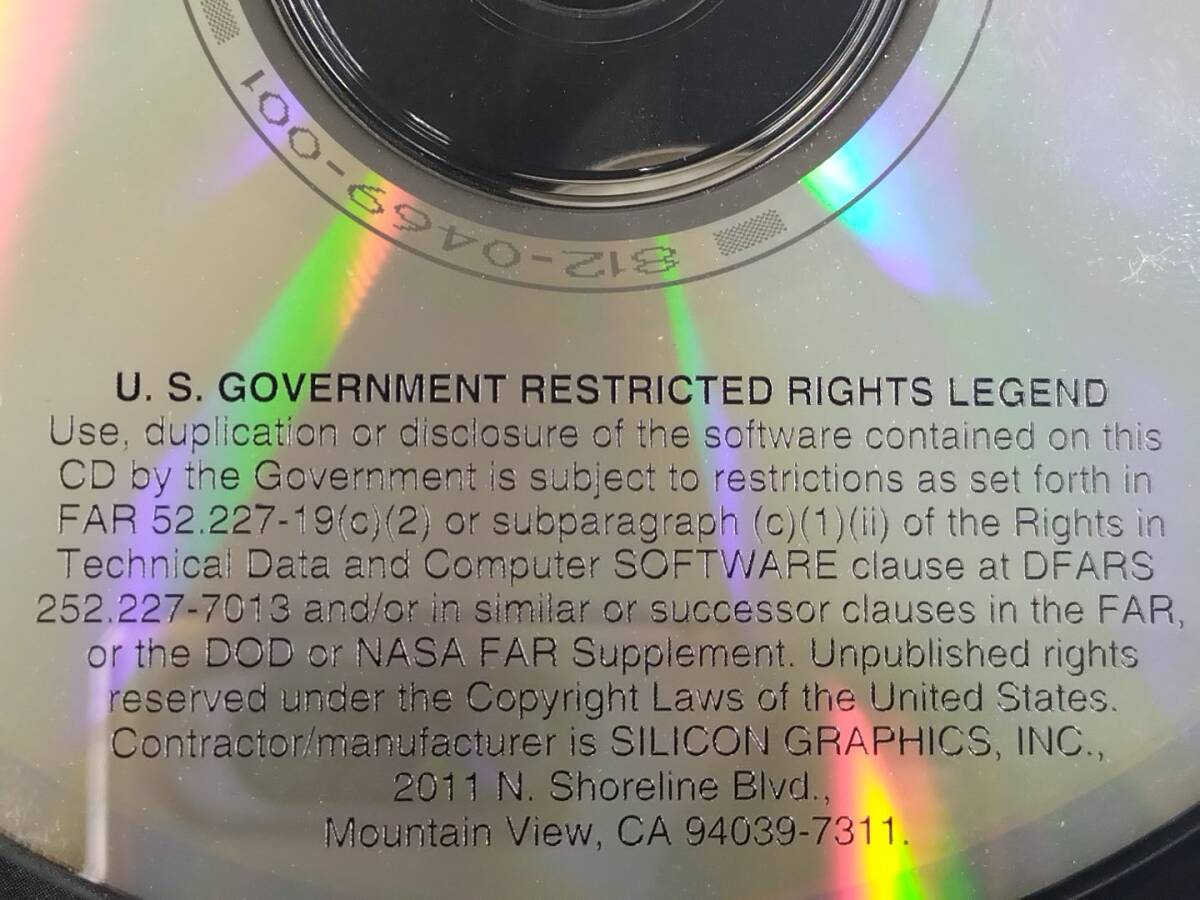 812-0469-001
U. S. GOVERNMENT RESTRICTED RIGHTS LEGEND
Use, duplication or disclosure of the software contained on this
CD by the Government is subject to restrictions as set forth in
FAR 52.227-19(c)(2) or subparagraph (c)(1)(ii) of the Rights in
Technical Data and Computer SOFTWARE clause at DFARS
252.227-7013 and/or in similar or successor clauses in the FAR,
or the DOD or NASA FAR Supplement. Unpublished rights
reserved under the Copyright Laws of the United States.
Contractor/manufacturer is SILICON GRAPHICS, INC.,
2011 N. Shoreline Blvd.,
Mountain View, CA 94039-7311.